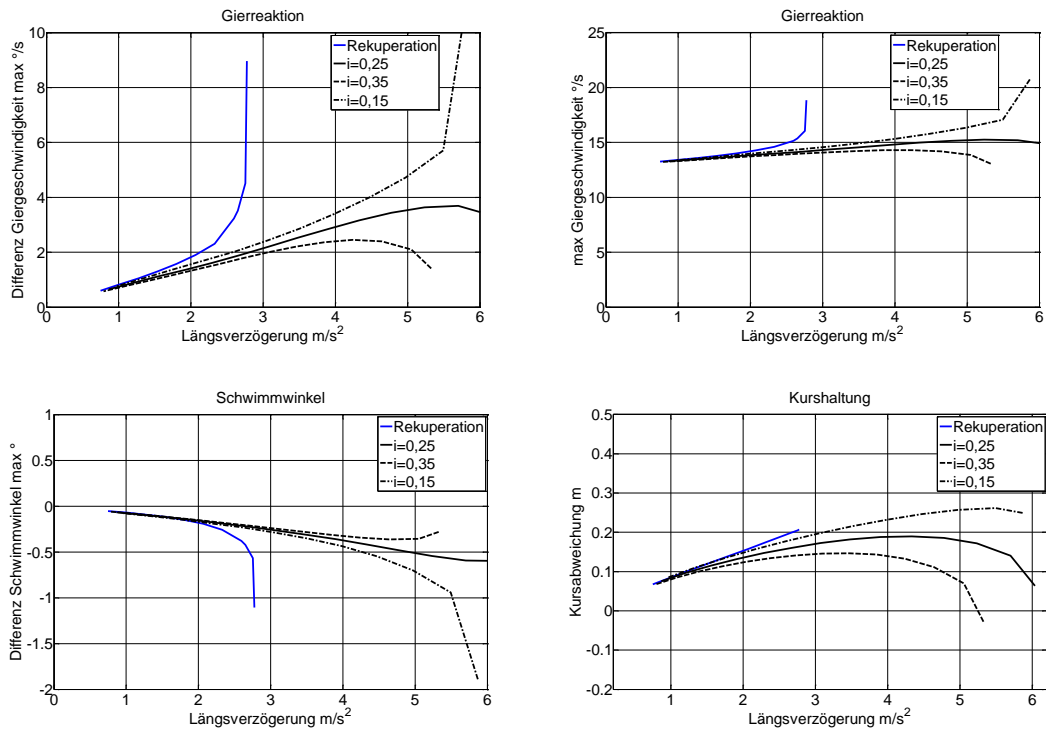 Gierreaktion
Differenz Giergeschwindigkeit max °/s
10
8
6
4
2
0
0 1 2 3 4 5 6
Längsverzögerung m/s²
Rekuperation
i=0,25
i=0,35
i=0,15
Gierreaktion
max Giergeschwindigkeit °/s
25
20
15
10
5
0
0 1 2 3 4 5 6
Längsverzögerung m/s²
Rekuperation
i=0,25
i=0,35
i=0,15
Schwimmwinkel
Differenz Schwimmwinkel max °
1
0.5
0
-0.5
-1
-1.5
-2
0 1 2 3 4 5 6
Längsverzögerung m/s²
Rekuperation
i=0,25
i=0,35
i=0,15
Kurshaltung
Kursabweichung m
0.5
0.4
0.3
0.2
0.1
0
-0.1
-0.2
1 2 3 4 5 6
Längsverzögerung m/s²
Rekuperation
i=0,25
i=0,35
i=0,15